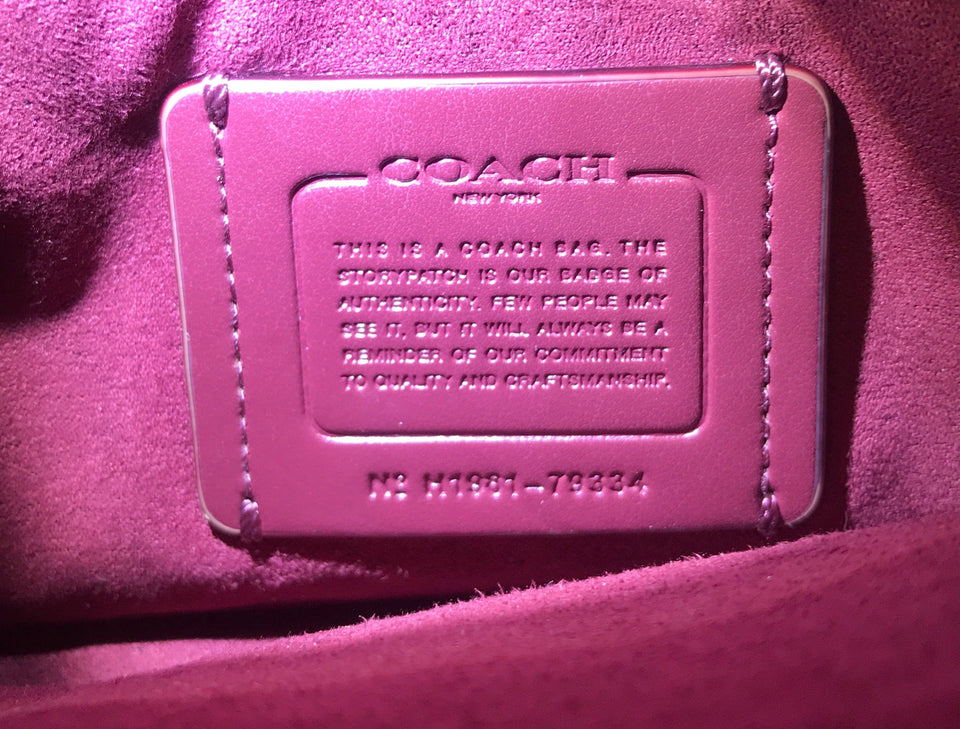 COACH
NEW YORK
THIS IS A COACH BAG. THE
STORYPATCH IS OUR BADGE OF
AUTHENTICITY. FEW PEOPLE MAY
SEE IT, BUT IT WILL ALWAYS BE A
REMINDER OF OUR COMMITMENT
TO QUALITY AND CRAFTSMANSHIP.
Nº H1981-79334